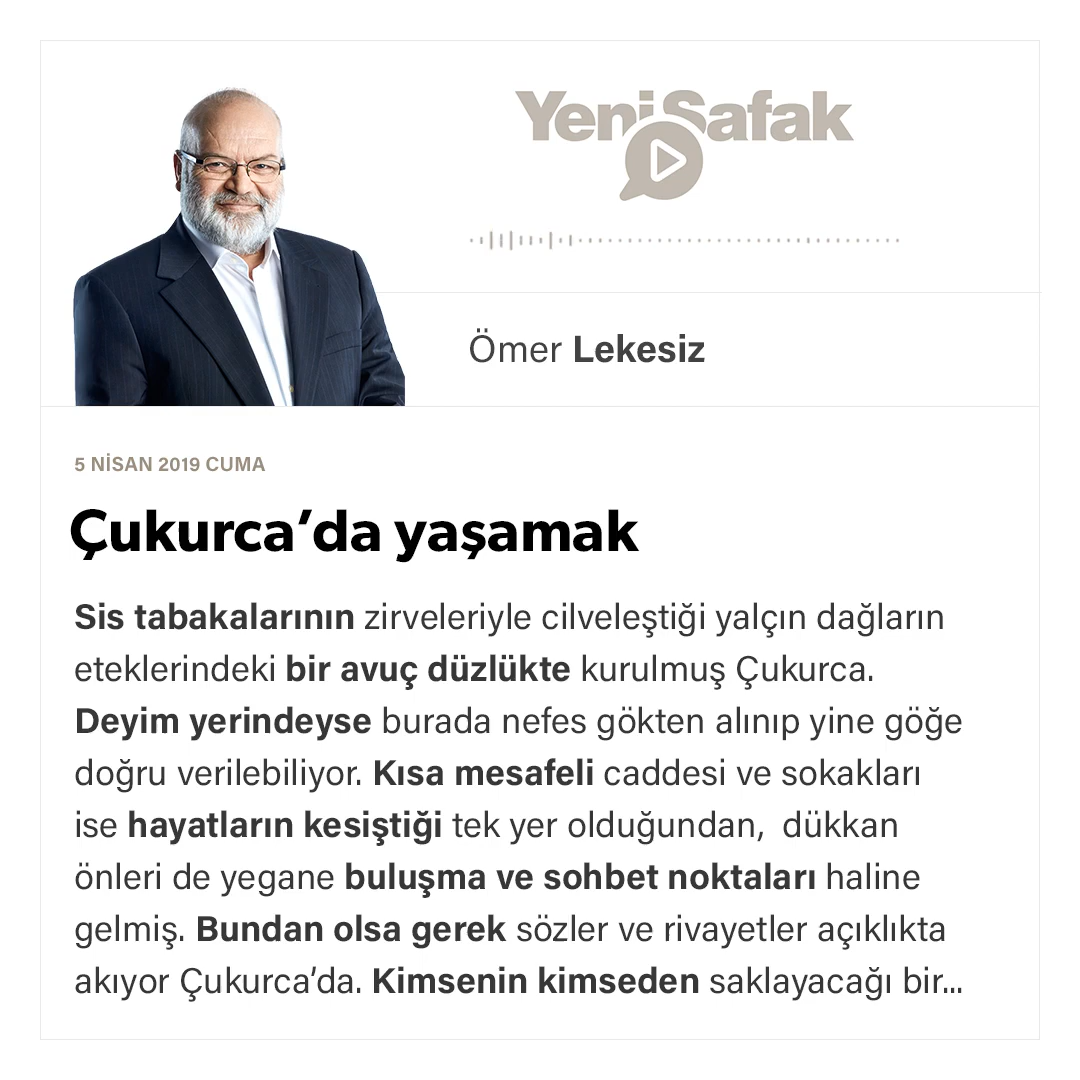 YeniŞafak
Ömer Lekesiz
5 NİSAN 2019 CUMA
Çukurca’da yaşamak
Sis tabakalarının zirveleriyle cilveleştiği yalçın dağların
eteklerindeki bir avuç düzlükte kurulmuş Çukurca.
Deyim yerindeyse burada nefes gökten alınıp yine göğe
doğru verilebiliyor. Kısa mesafeli caddesi ve sokakları
ise hayatların kesiştiği tek yer olduğundan,  dükkan
önleri de yegane buluşma ve sohbet noktaları haline
gelmiş. Bundan olsa gerek sözler ve rivayetler açıklıkta
akıyor Çukurca’da. Kimsenin kimseden saklayacağı bir...